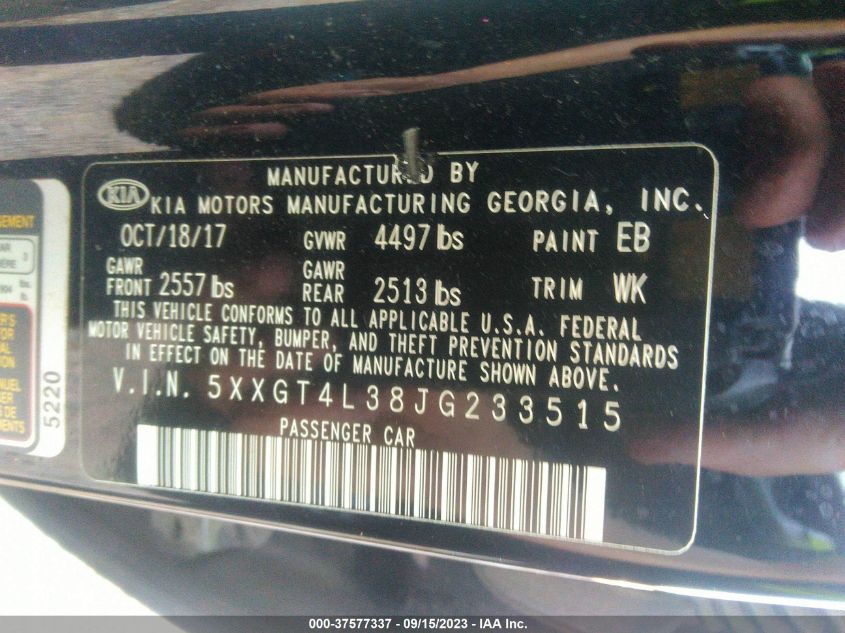 MANUFACTURED BY
KIA
KIA MOTORS MANUFACTURING GEORGIA, INC.
OCT/18/17 GVWR 4497 lbs PAINT EB
GAWR FRONT 2557 lbs GAWR REAR 2513 lbs TRIM WK
THIS VEHICLE CONFORMS TO ALL APPLICABLE U.S.A. FEDERAL
MOTOR VEHICLE SAFETY, BUMPER, AND THEFT PREVENTION STANDARDS
IN EFFECT ON THE DATE OF MANUFACTURE SHOWN ABOVE.
V.I.N. 5XXGT4L38JG233515
PASSENGER CAR
5220
000-37577337 - 09/15/2023 - IAA Inc.